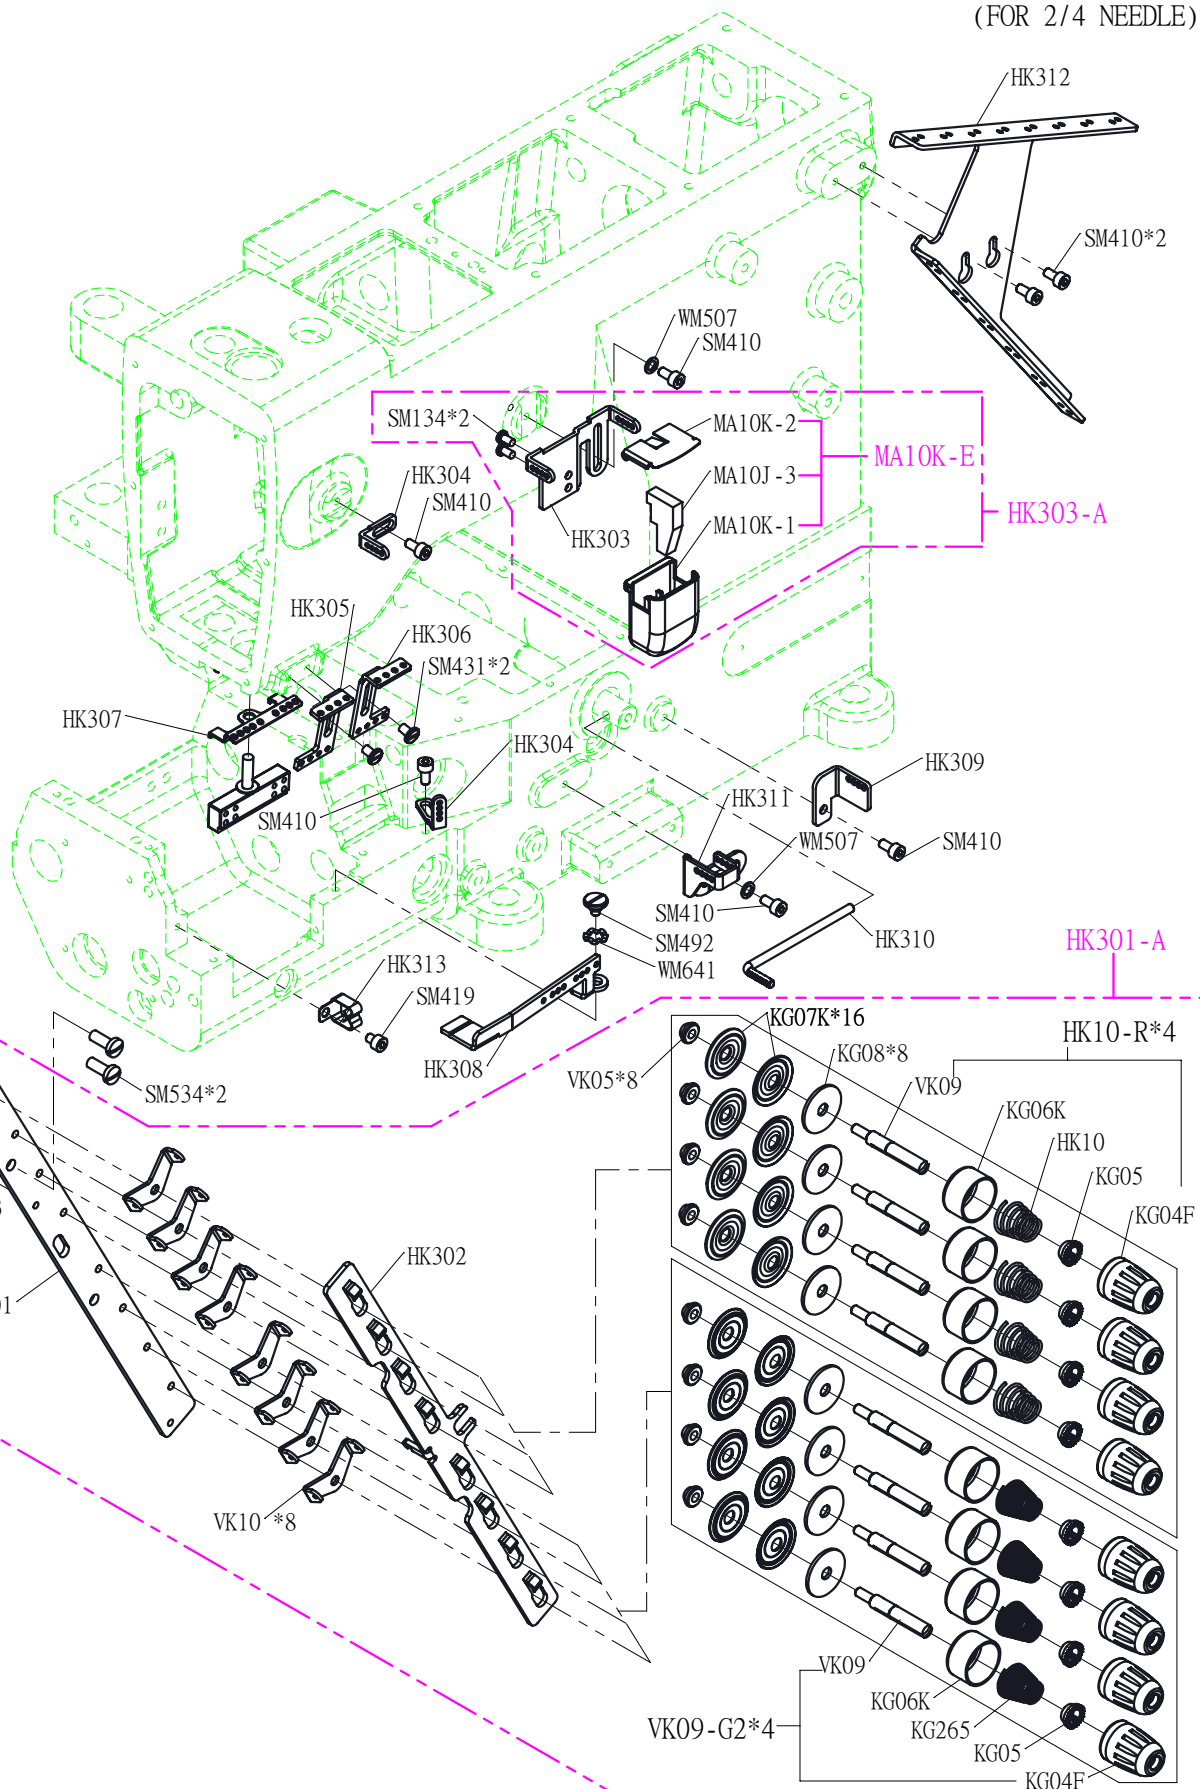 (FOR 2/4 NEEDLE)
HK312
SM410*2
WM507
SM410
SM134*2
MA10K-2
MA10K-E
HK304
MA10J-3
SM410
HK303-A
MA10K-1
HK303
HK305
HK306
SM431*2
HK307
HK304
HK309
HK311
SM410
WM507
SM410
SM410
HK310
HK301-A
SM492
WM641
HK313
SM419
HK308
KG07K*16
HK10-R*4
KG08*8
VK05*8
VK09
SM534*2
KG06K
HK10
KG05
KG04F
HK302
01
VK10 *8
VK09
KG06K
VK09-G2*4
KG265
KG05
KG04F